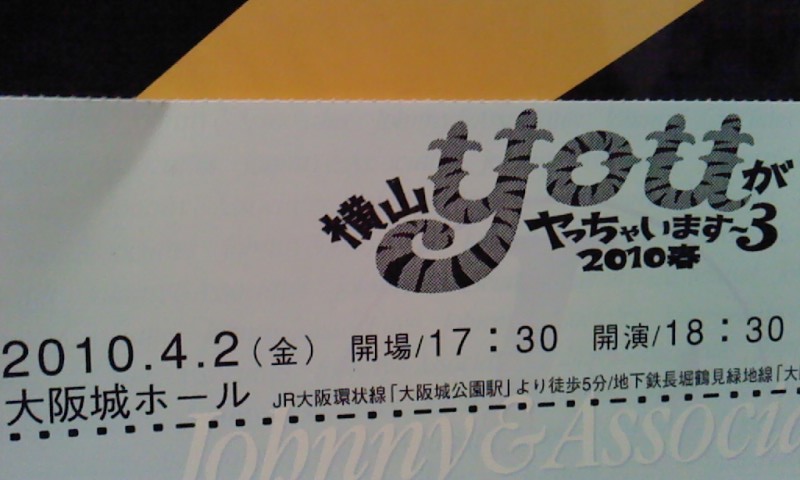 横山youが
ヤっちゃいます~3
2010春
2010.4.2(金) 開場/17:30 開演/18:30
大阪城ホール JR大阪環状線「大阪城公園駅」より徒歩5分/地下鉄長堀鶴見緑地線「大
Johnny & Associa